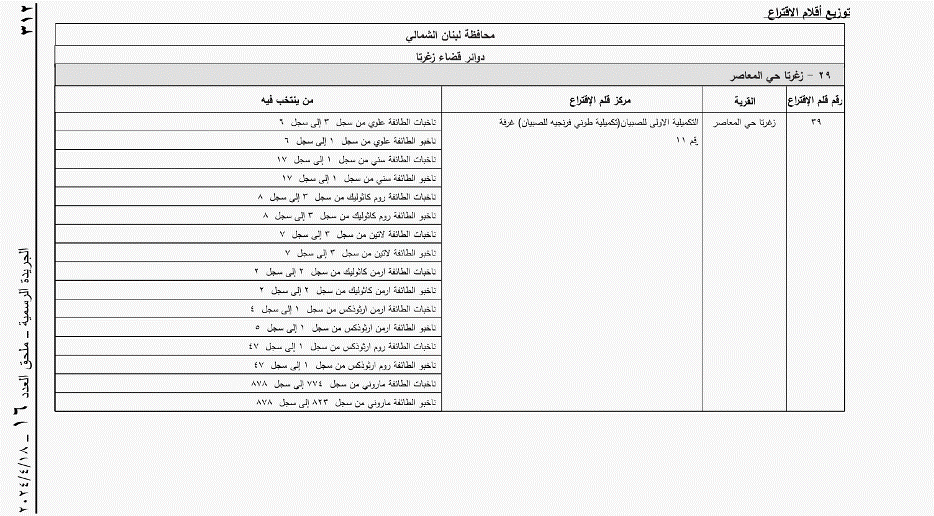 توزيع أقلام الاقتراع
محافظة لبنان الشمالي
دوائر قضاء زغرتا
٢٩ - زغرتا حي المعاصر
رقم قلم الإقتراع القرية مركز قلم الإقتراع من ينتخب فيه
٣٩ زغرتا حي المعاصر التكميلية الاولى للصبيان(تكميلية طوني فرنجيه للصبيان) غرفة ناخبات الطائفة علوي من سجل ٣ إلى سجل ٦
رقم ١١ ناخبو الطائفة علوي من سجل ١ إلى سجل ٦
ناخبات الطائفة سني من سجل ١ إلى سجل ١٧
ناخبو الطائفة سني من سجل ١ إلى سجل ١٧
ناخبات الطائفة روم كاثوليك من سجل ٣ إلى سجل ٨
ناخبو الطائفة روم كاثوليك من سجل ٣ إلى سجل ٨
ناخبات الطائفة لاتين من سجل ٣ إلى سجل ٧
ناخبو الطائفة لاتين من سجل ٣ إلى سجل ٧
ناخبات الطائفة ارمن كاثوليك من سجل ٢ إلى سجل ٢
ناخبو الطائفة ارمن كاثوليك من سجل ٢ إلى سجل ٢
ناخبات الطائفة ارمن ارثوذكس من سجل ١ إلى سجل ٤
ناخبو الطائفة ارمن ارثوذكس من سجل ١ إلى سجل ٥
ناخبات الطائفة روم ارثوذكس من سجل ١ إلى سجل ٤٧
ناخبو الطائفة روم ارثوذكس من سجل ١ إلى سجل ٤٧
ناخبات الطائفة ماروني من سجل ٧٧٤ إلى سجل ٨٧٨
ناخبو الطائفة ماروني من سجل ٨٢٣ إلى سجل ٨٧٨
٣١٢
الجريدة الرسمية – ملحق العدد ١٦ – ٢٠٢٤/٤/١٨